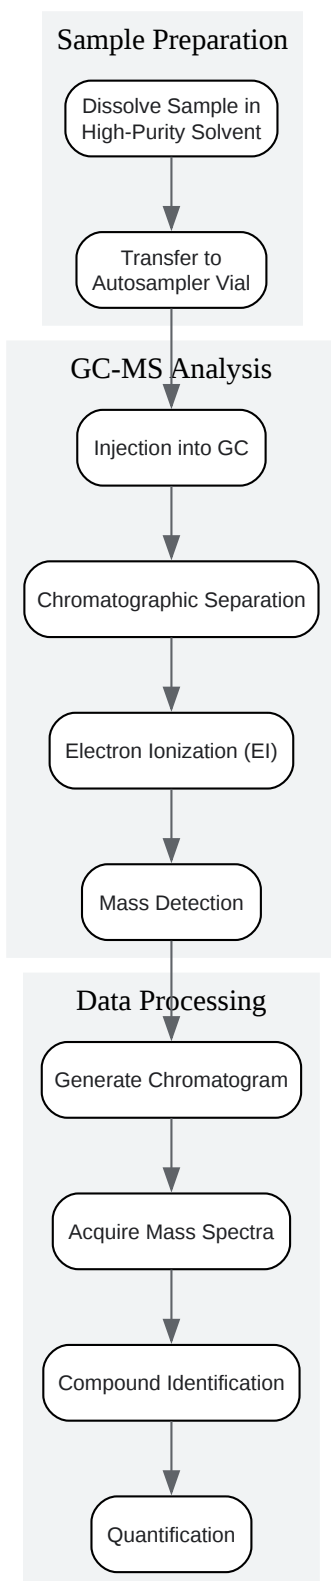 Sample Preparation
Dissolve Sample in
High-Purity Solvent
Transfer to
Autosampler Vial
GC-MS Analysis
Injection into GC
Chromatographic Separation
Electron Ionization (EI)
Mass Detection
Data Processing
Generate Chromatogram
Acquire Mass Spectra
Compound Identification
Quantification